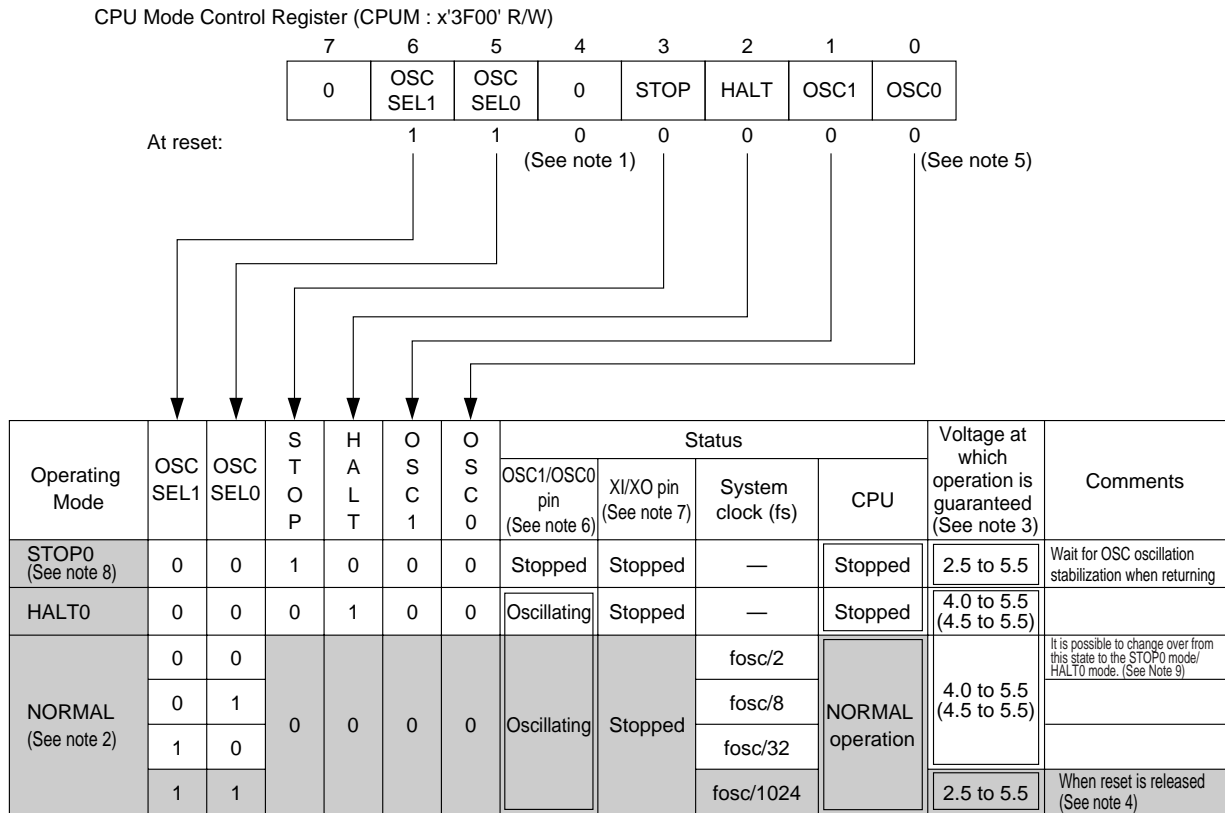 CPU Mode Control Register (CPUM : x'3F00' R/W)
7 6 5 4 3 2 1 0
0 OSC SEL1 OSC SEL0 0 STOP HALT OSC1 OSC0
At reset: 1 1 0 0 0 0 0
(See note 1) (See note 5)
Operating Mode
OSC SEL1
OSC SEL0
STOP
HALT
OSC1
OSC0
Status
OSC1/OSC0 pin (See note 6)
XI/XO pin (See note 7)
System clock (fs)
CPU
Voltage at which operation is guaranteed (See note 3)
Comments
STOP0 (See note 8) 0 0 1 0 0 0 Stopped Stopped — Stopped 2.5 to 5.5 Wait for OSC oscillation stabilization when returning
HALT0 0 0 0 1 0 0 Oscillating Stopped — Stopped 4.0 to 5.5 (4.5 to 5.5)
NORMAL (See note 2)
0 0 fosc/2 It is possible to change over from this state to the STOP0 mode/ HALT0 mode. (See Note 9)
0 1 fosc/8
0 0 0 0 Oscillating Stopped NORMAL operation 4.0 to 5.5 (4.5 to 5.5)
1 0 fosc/32
1 1 fosc/1024 2.5 to 5.5 When reset is released (See note 4)